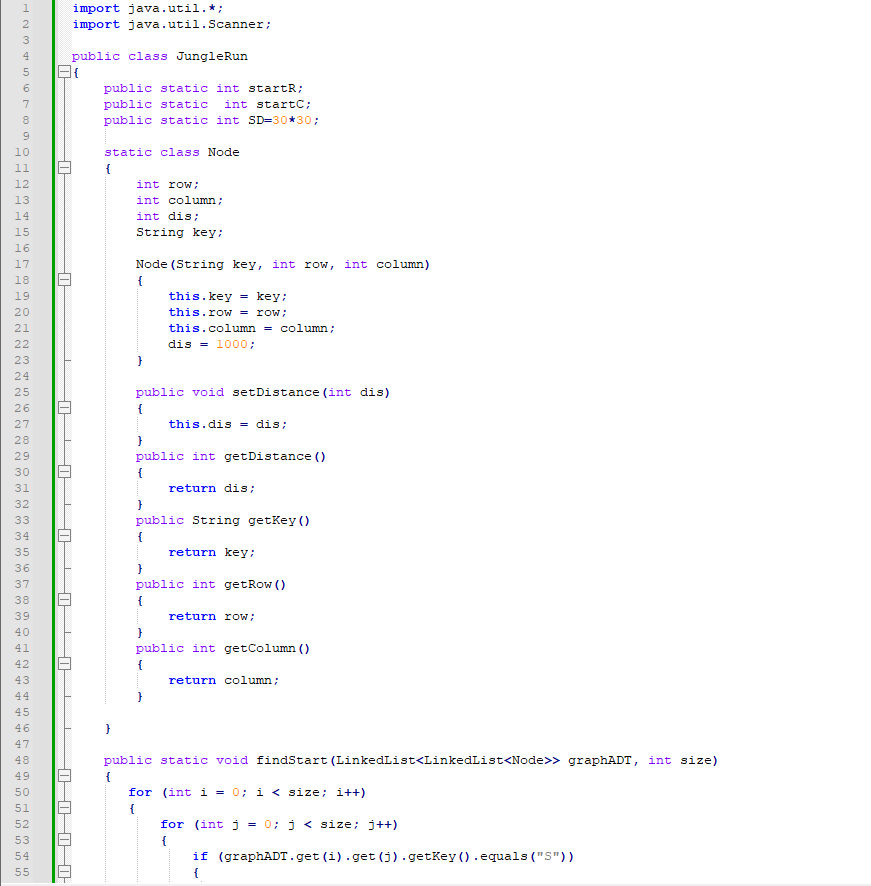 1 import java.util.*;
2 import java.util.Scanner;
3
4 public class JungleRun
5 {
6 public static int startR;
7 public static  int startC;
8 public static int SD=30*30;
9
10 static class Node
11 {
12 int row;
13 int column;
14 int dis;
15 String key;
16
17 Node(String key, int row, int column)
18 {
19 this.key = key;
20 this.row = row;
21 this.column = column;
22 dis = 1000;
23 }
24
25 public void setDistance(int dis)
26 {
27 this.dis = dis;
28 }
29 public int getDistance()
30 {
31 return dis;
32 }
33 public String getKey()
34 {
35 return key;
36 }
37 public int getRow()
38 {
39 return row;
40 }
41 public int getColumn()
42 {
43 return column;
44 }
45
46 }
47
48 public static void findStart(LinkedList<LinkedList<Node>> graphADT, int size)
49 {
50 for (int i = 0; i < size; i++)
51 {
52 for (int j = 0; j < size; j++)
53 {
54 if (graphADT.get(i).get(j).getKey().equals("S"))
55 {